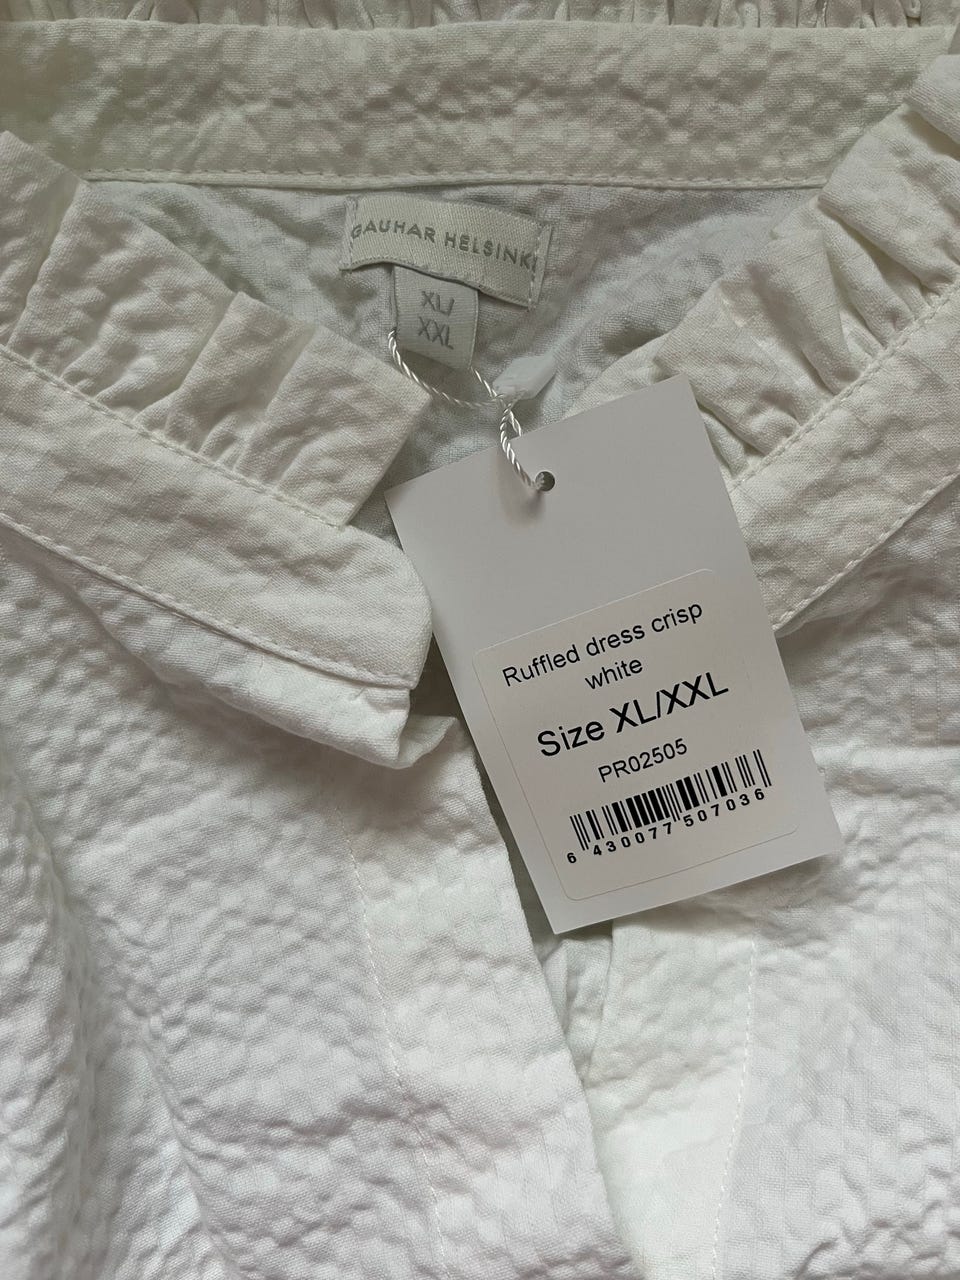 GAUHAR HELSINKI
XL/
XXL
Ruffled dress crisp
white
Size XL/XXL
PR02505
6 430077 507036